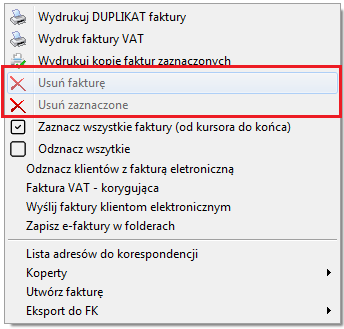 Wydrukuj DUPLIKAT faktury
Wydruk faktury VAT
Wydrukuj kopie faktur zaznaczonych
Usuń fakturę
Usuń zaznaczone
Zaznacz wszystkie faktury (od kursora do końca)
Odznacz wszytkie
Odznacz klientów z fakturą eletroniczną
Faktura VAT - korygująca
Wyślij faktury klientom elektronicznym
Zapisz e-faktury w folderach
Lista adresów do korespondencji
Koperty
Utwórz fakturę
Eksport do FK